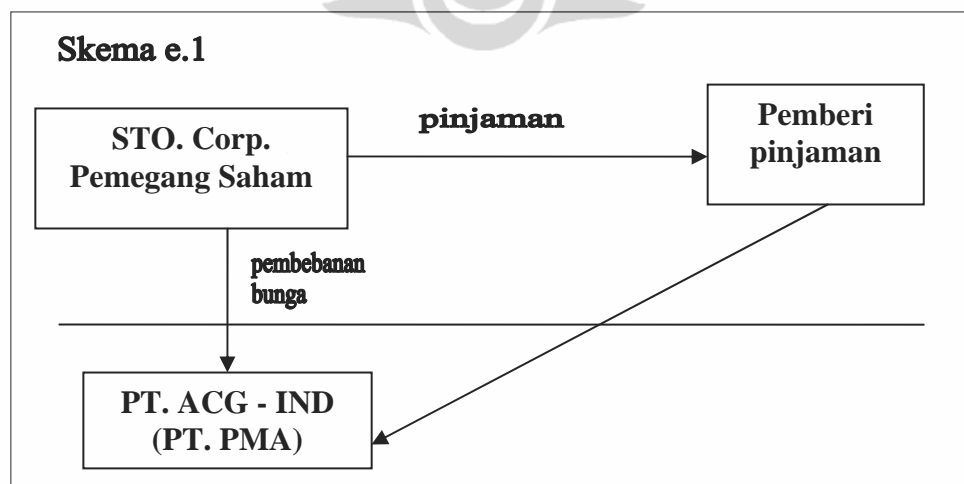 Skema e.1
STO. Corp.
Pemegang Saham
pinjaman
Pemberi
pinjaman
pembebanan
bunga
PT. ACG - IND
(PT. PMA)